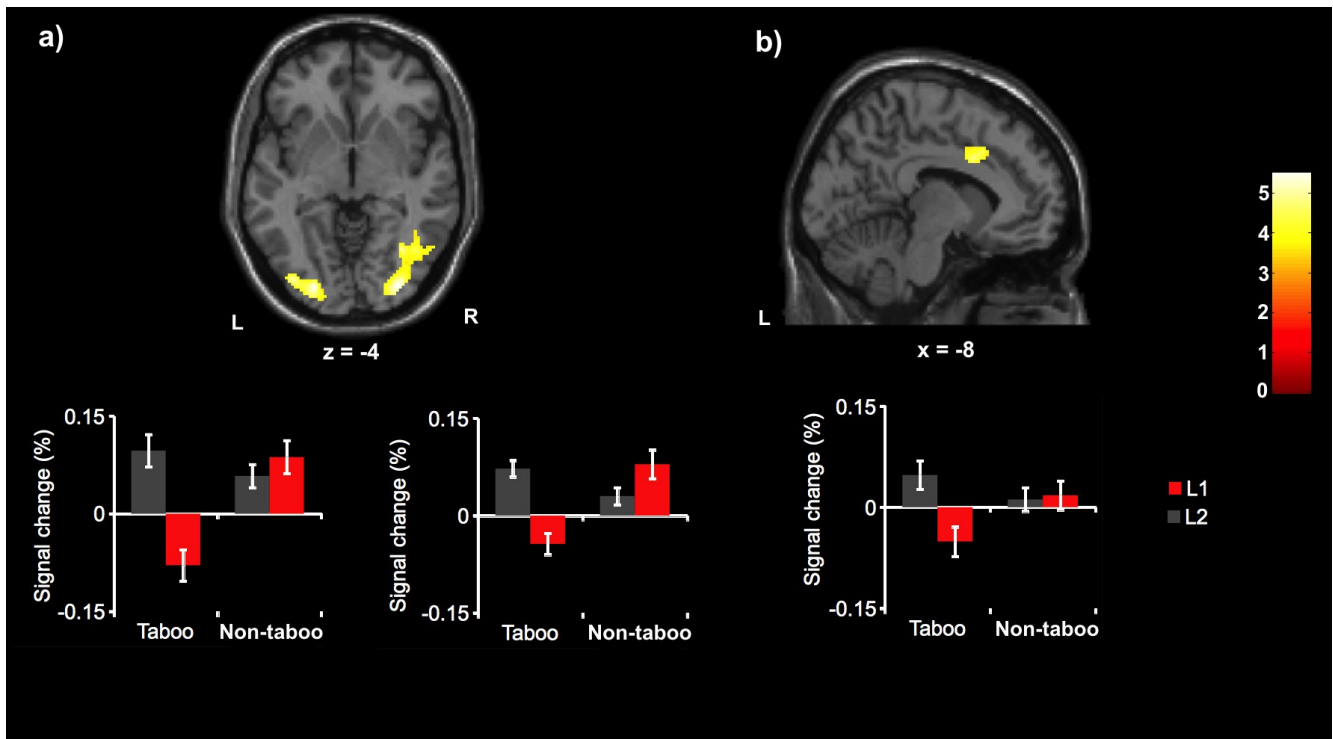 a)
b)
L
R
z = -4
L
x = -8
5
4
3
2
1
0
0.15
0
-0.15
Signal change (%)
Taboo
Non-taboo
0.15
0
-0.15
Signal change (%)
Taboo
Non-taboo
0.15
0
-0.15
Signal change (%)
Taboo
Non-taboo
L1
L2